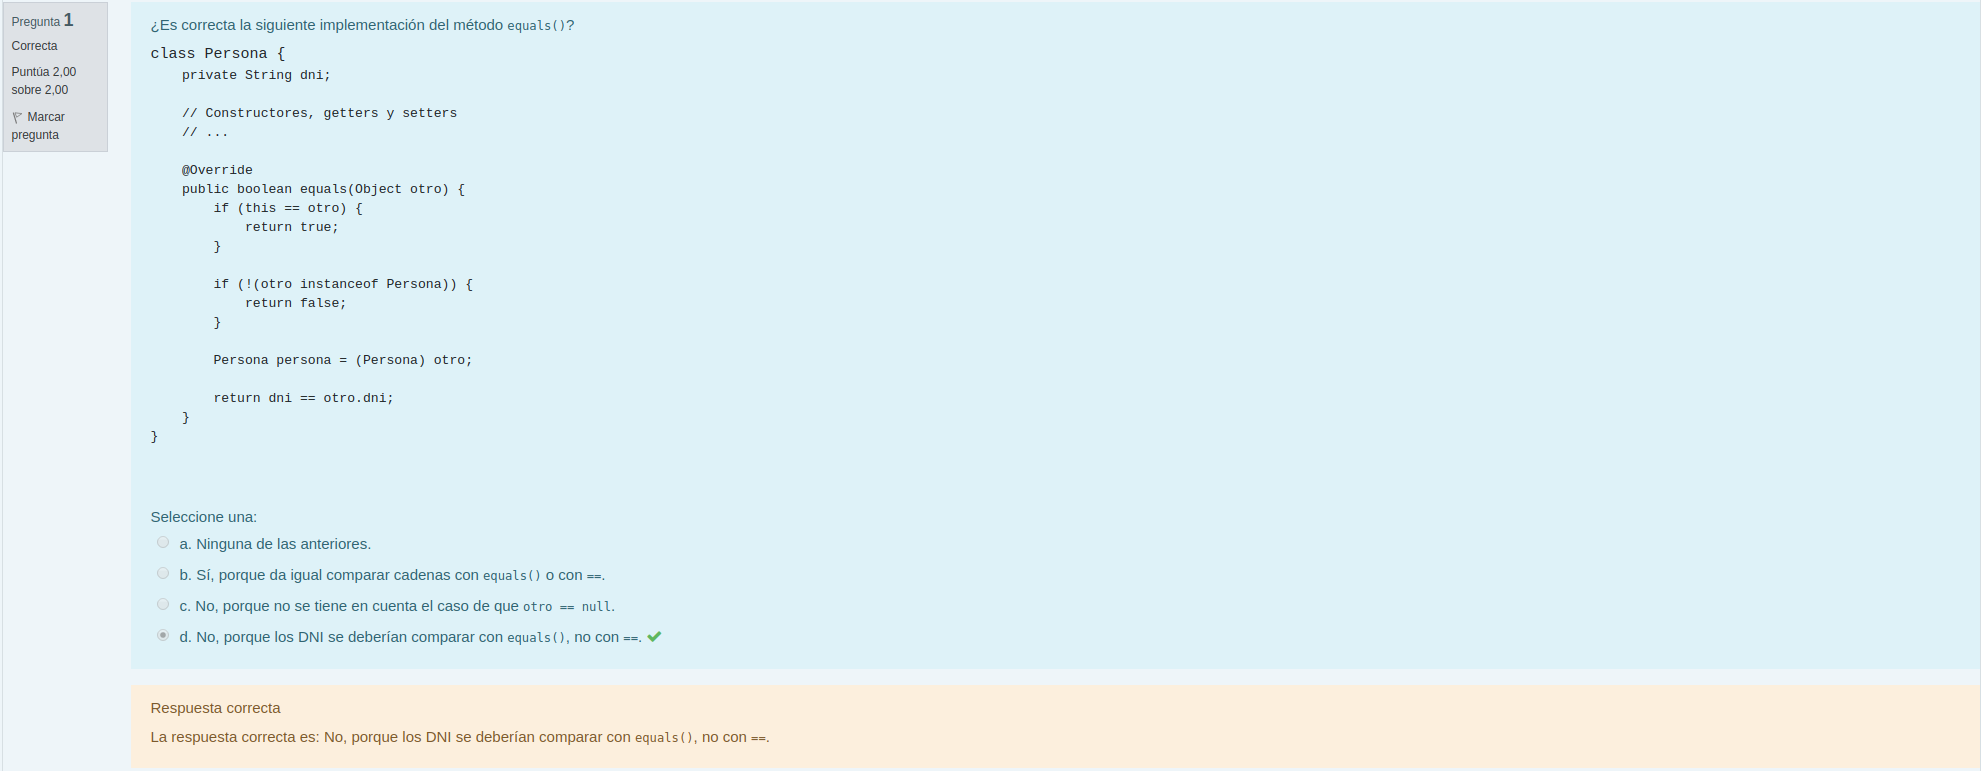 Pregunta 1
Correcta
Puntúa 2,00
sobre 2,00
Marcar
pregunta
¿Es correcta la siguiente implementación del método equals()?
class Persona {
    private String dni;

    // Constructores, getters y setters
    // ...

    @Override
    public boolean equals(Object otro) {
        if (this == otro) {
            return true;
        }

        if (!(otro instanceof Persona)) {
            return false;
        }

        Persona persona = (Persona) otro;

        return dni == otro.dni;
    }
}
Seleccione una:
a. Ninguna de las anteriores.
b. Sí, porque da igual comparar cadenas con equals() o con ==.
c. No, porque no se tiene en cuenta el caso de que otro == null.
d. No, porque los DNI se deberían comparar con equals(), no con ==.
Respuesta correcta
La respuesta correcta es: No, porque los DNI se deberían comparar con equals(), no con ==.